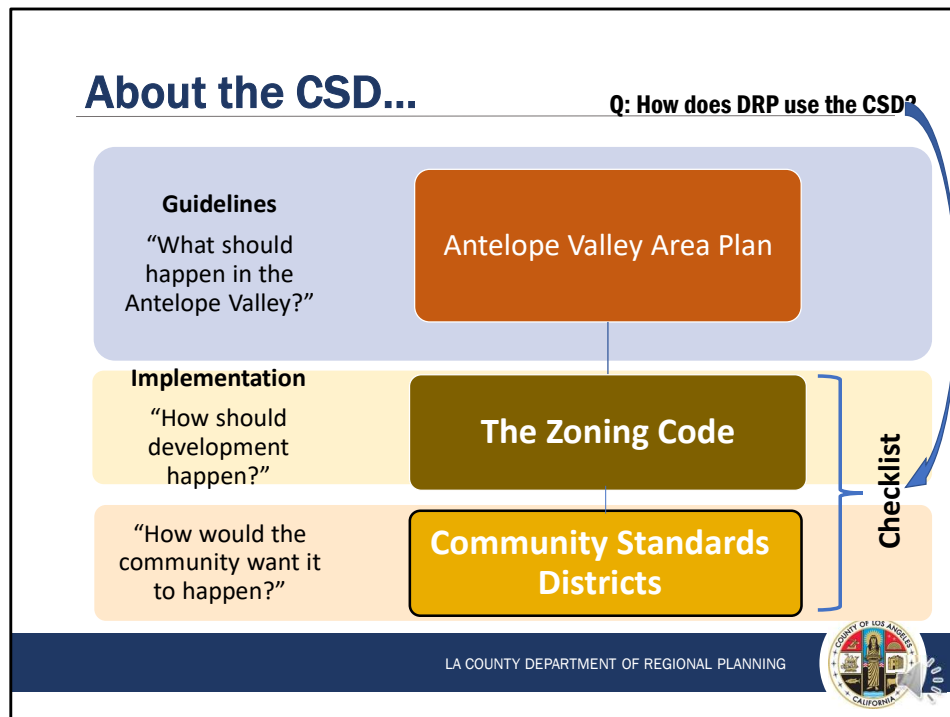 About the CSD...
Q: How does DRP use the CSD?
Guidelines
“What should
happen in the
Antelope Valley?”
Antelope Valley Area Plan
Implementation
“How should
development
happen?”
The Zoning Code
“How would the
community want it
to happen?”
Community Standards
Districts
Checklist
LA COUNTY DEPARTMENT OF REGIONAL PLANNING
COUNTY OF LOS ANGELES
CALIFORNIA